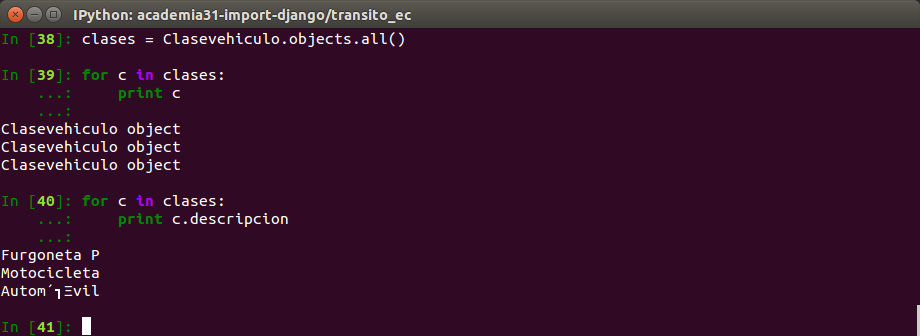 IPython: academia31-import-django/transito_ec
In [38]: clases = Clasevehiculo.objects.all()
In [39]: for c in clases:
...: print c
...:
Clasevehiculo object
Clasevehiculo object
Clasevehiculo object
In [40]: for c in clases:
...: print c.descripcion
...:
Furgoneta P
Motocicleta
Autom´┐Ξvil
In [41]: